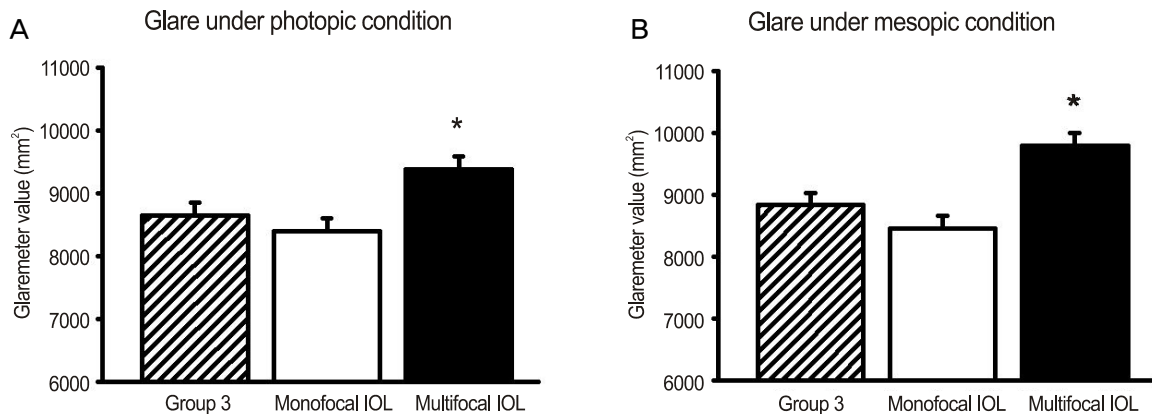 A
Glare under photopic condition
Glaremeter value (mm²)
11000
10000
9000
8000
7000
6000
*
Group 3
Monofocal IOL
Multifocal IOL
B
Glare under mesopic condition
Glaremeter value (mm²)
11000
10000
9000
8000
7000
6000
*
Group 3
Monofocal IOL
Multifocal IOL